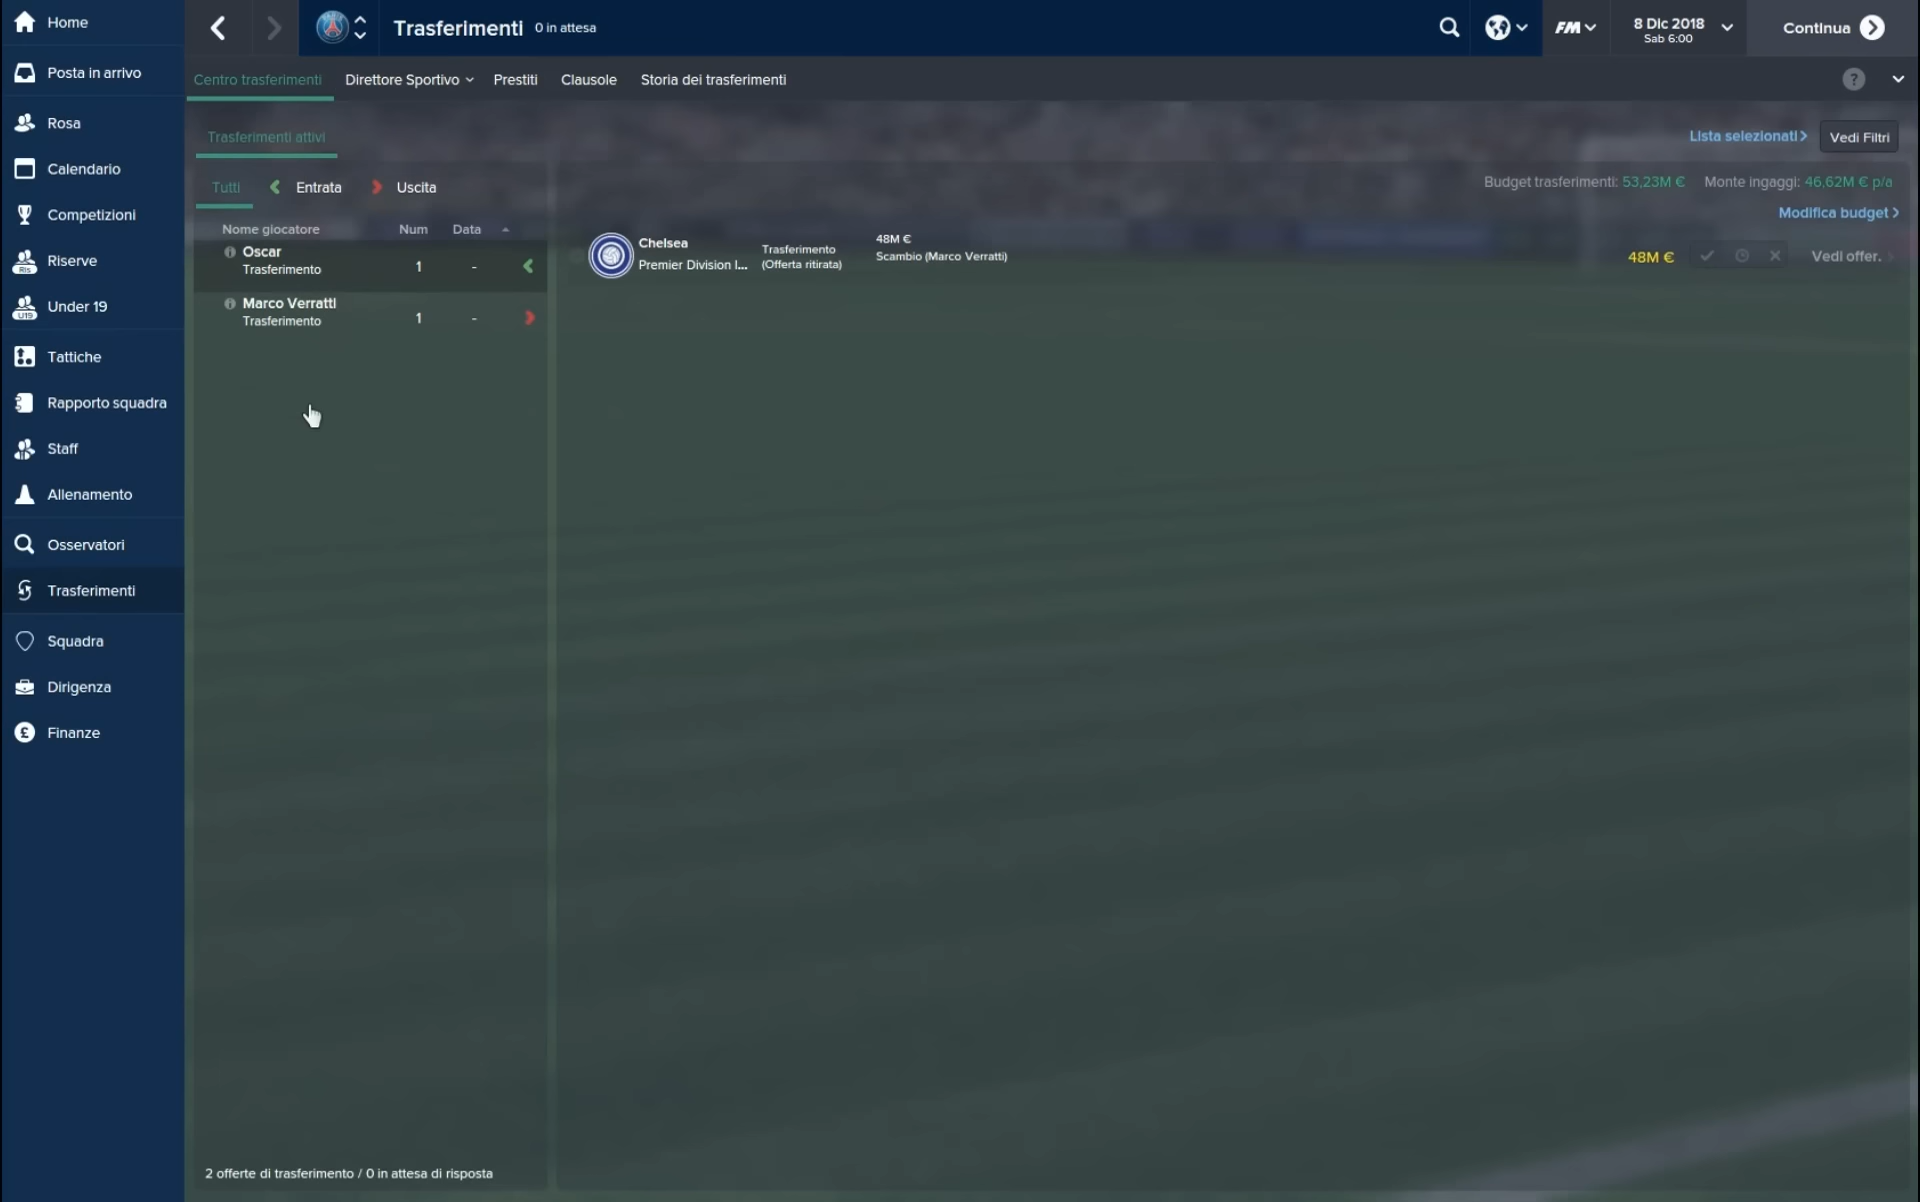 Home
Posta in arrivo
Rosa
Calendario
Competizioni
Riserve
Under 19
Tattiche
Rapporto squadra
Staff
Allenamento
Osservatori
Trasferimenti
Squadra
Dirigenza
Finanze
Trasferimenti 0 in attesa
FM
8 Dic 2018
Sab 6:00
Continua
Centro trasferimenti Direttore Sportivo Prestiti Clausole Storia dei trasferimenti
?
Trasferimenti attivi
Lista selezionati
Vedi Filtri
Tutti Entrata Uscita
Budget trasferimenti: 53,23M € Monte ingaggi: 46,62M € p/a
Modifica budget
Nome giocatore Num Data
Oscar
Trasferimento 1 -
Marco Verratti
Trasferimento 1 -
Chelsea
Premier Division I...
Trasferimento
(Offerta ritirata)
48M €
Scambio (Marco Verratti)
48M €
Vedi offer.
2 offerte di trasferimento / 0 in attesa di risposta